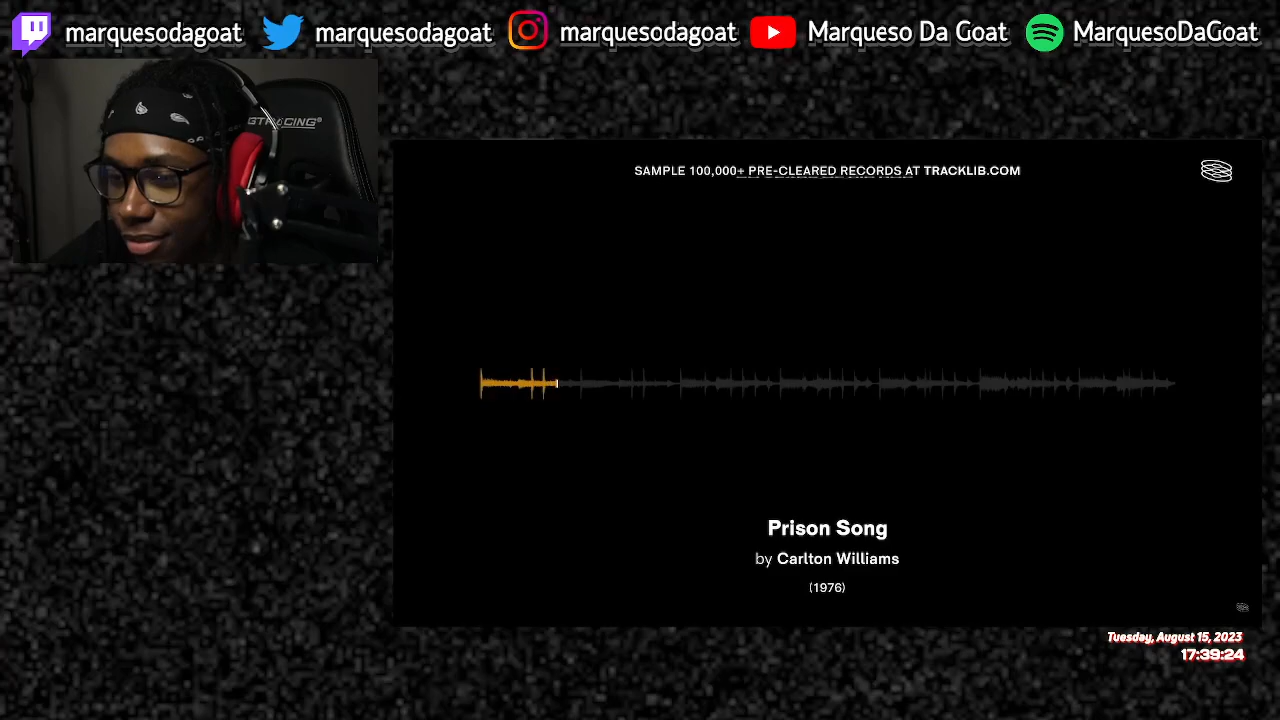 marquesodagoat marquesodagoat marquesodagoat Marqueso Da Goat MarquesoDaGoat
GTRACING®
SAMPLE 100,000+ PRE-CLEARED RECORDS AT TRACKLIB.COM
Prison Song
by Carlton Williams
(1976)
Tuesday, August 15, 2023
17:39:24